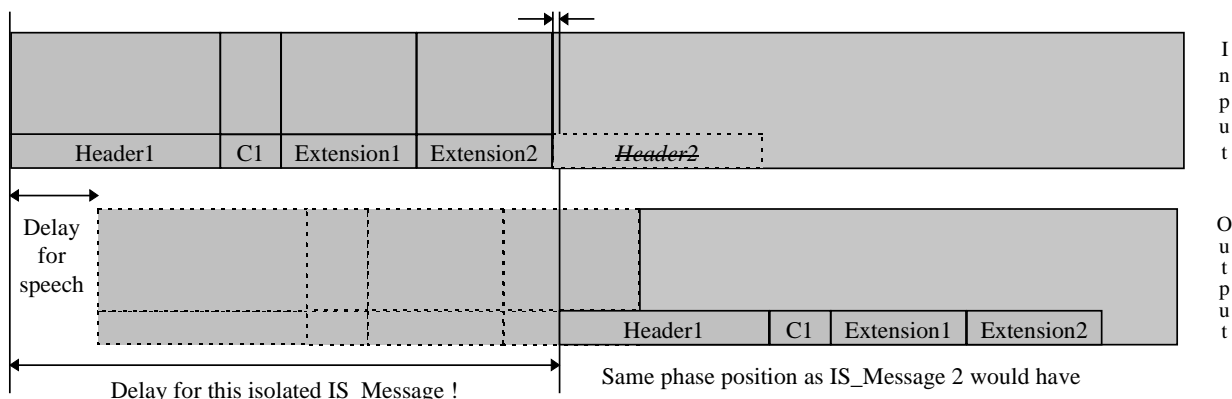 Input
Header1 C1 Extension1 Extension2 Header2
Delay
for
speech
Output
Header1 C1 Extension1 Extension2
Delay for this isolated IS_Message !
Same phase position as IS_Message 2 would have